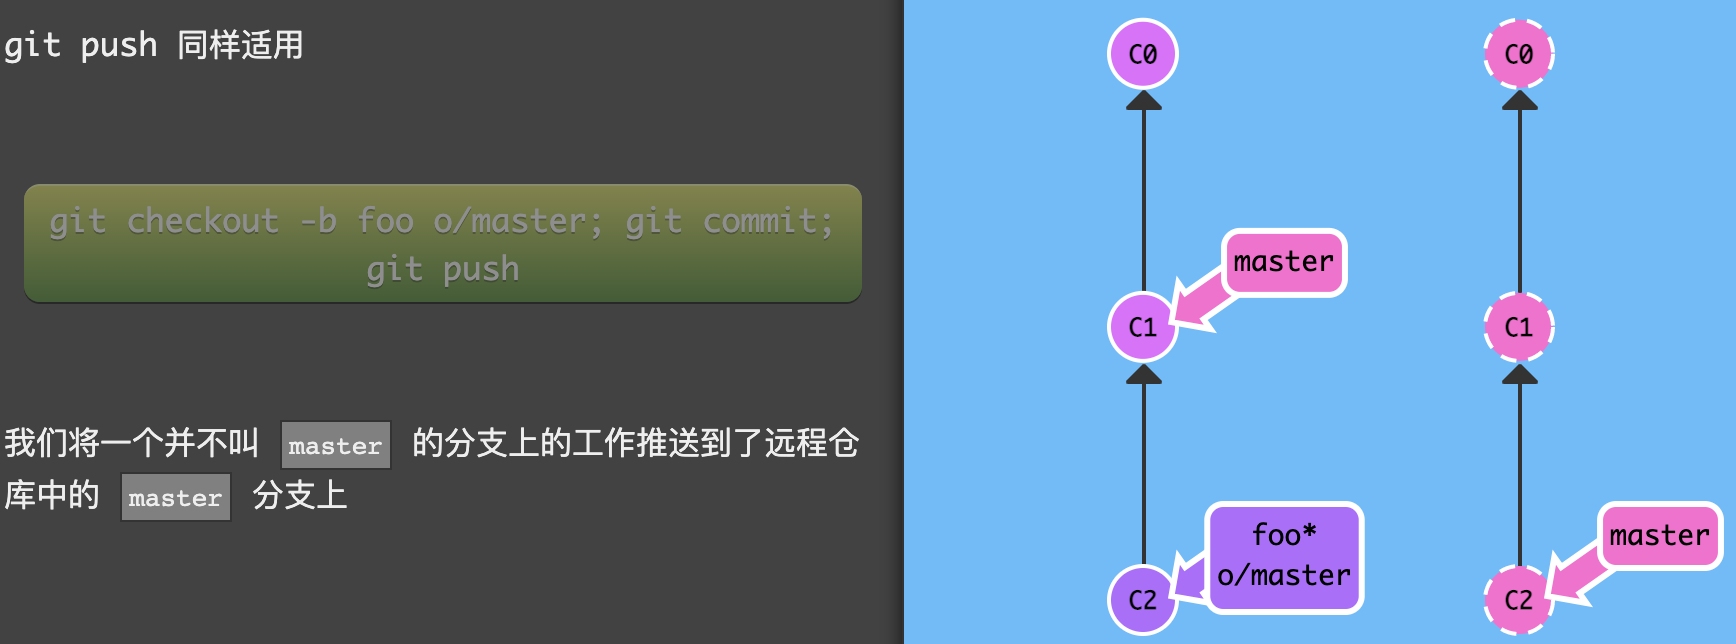 git push 同样适用
git checkout -b foo o/master; git commit;
git push
我们将一个并不叫 master 的分支上的工作推送到了远程仓
库中的 master 分支上
C0
C0
master
C1
C1
foo*
o/master
master
C2
C2